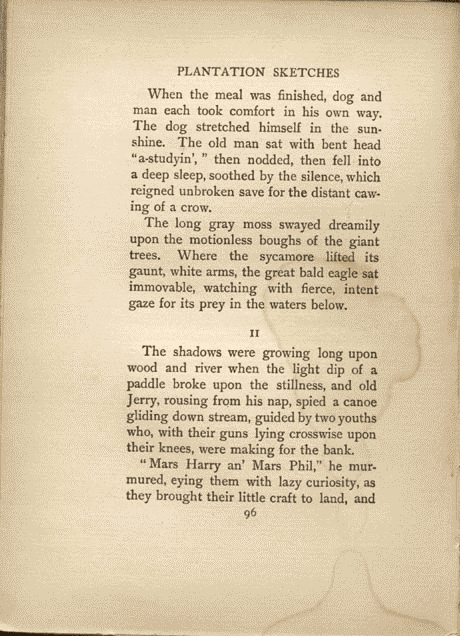 PLANTATION SKETCHES
When the meal was finished, dog and
man each took comfort in his own way.
The dog stretched himself in the sun-
shine. The old man sat with bent head
"a-studyin'," then nodded, then fell into
a deep sleep, soothed by the silence, which
reigned unbroken save for the distant caw-
ing of a crow.
The long gray moss swayed dreamily
upon the motionless boughs of the giant
trees. Where the sycamore lifted its
gaunt, white arms, the great bald eagle sat
immovable, watching with fierce, intent
gaze for its prey in the waters below.
II
The shadows were growing long upon
wood and river when the light dip of a
paddle broke upon the stillness, and old
Jerry, rousing from his nap, spied a canoe
gliding down stream, guided by two youths
who, with their guns lying crosswise upon
their knees, were making for the bank.
"Mars Harry an' Mars Phil," he mur-
mured, eying them with lazy curiosity, as
they brought their little craft to land, and
96